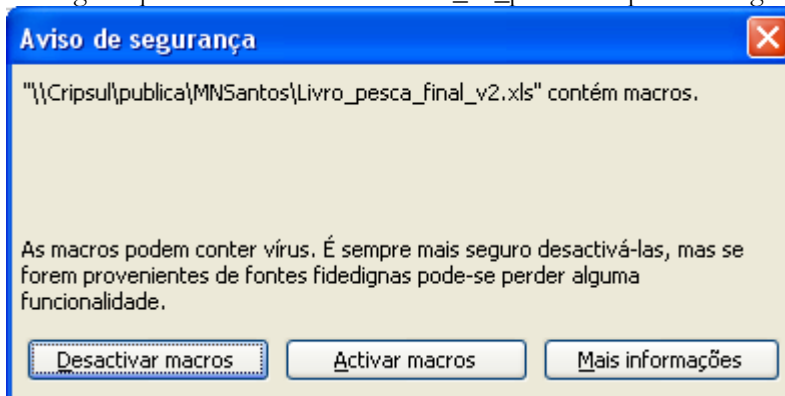 Aviso de segurança
"\\Cripsul\publica\MNSantos\Livro_pesca_final_v2.xls" contém macros.
As macros podem conter vírus. É sempre mais seguro desactivá-las, mas se
forem provenientes de fontes fidedignas pode-se perder alguma
funcionalidade.
Desactivar macros Activar macros Mais informações